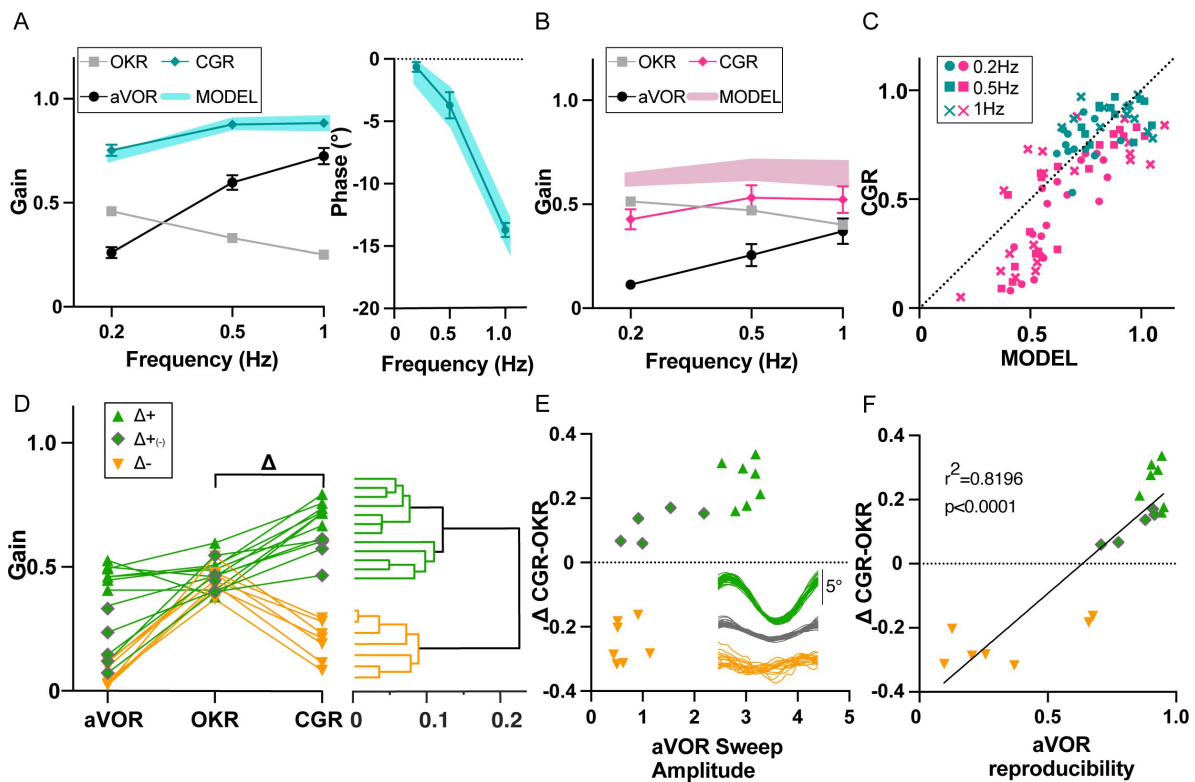 A
OKR CGR
aVOR MODEL
1.0
0.5
0
Gain
0.2 0.5 1
Frequency (Hz)
0
-5
-10
-15
-20
Phase (°)
0 0.5 1.0
Frequency (Hz)
B
OKR CGR
aVOR MODEL
1.0
0.5
0
Gain
0.2 0.5 1
Frequency (Hz)
C
0.2Hz
0.5Hz
1Hz
1.0
0
CGR
0 0.5 1.0
MODEL
D
Δ+
Δ+(-)
Δ-
Δ
1.0
0.5
0
Gain
aVOR OKR CGR
0 0.1 0.2
E
0.4
0.2
0
-0.2
-0.4
Δ CGR-OKR
5°
0 1 2 3 4 5
aVOR Sweep
Amplitude
F
r2=0.8196
p<0.0001
0.4
0.2
-0.0
-0.2
-0.4
Δ CGR-OKR
0 0.5 1.0
aVOR
reproducibility